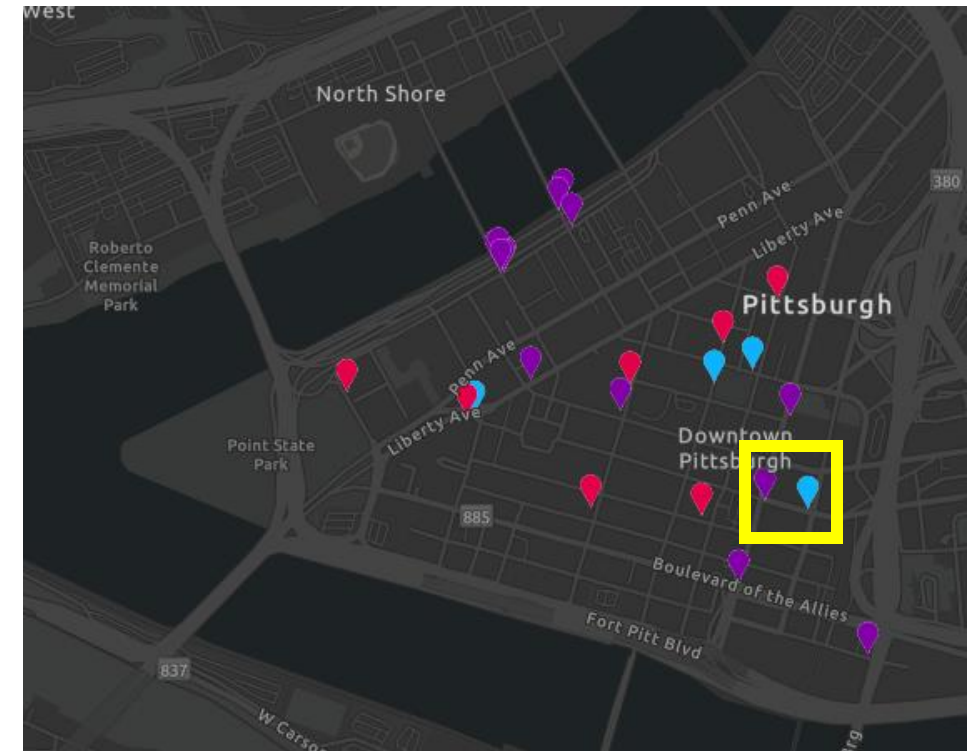 West
North Shore
380
Penn Ave
Liberty Ave
Roberto
Clemente
Memorial
Park
Pittsburgh
Penn Ave
Liberty Ave
Point State
Park
Downtown
Pittsburgh
885
Boulevard of the Allies
Fort Pitt Blvd
837
W Carso